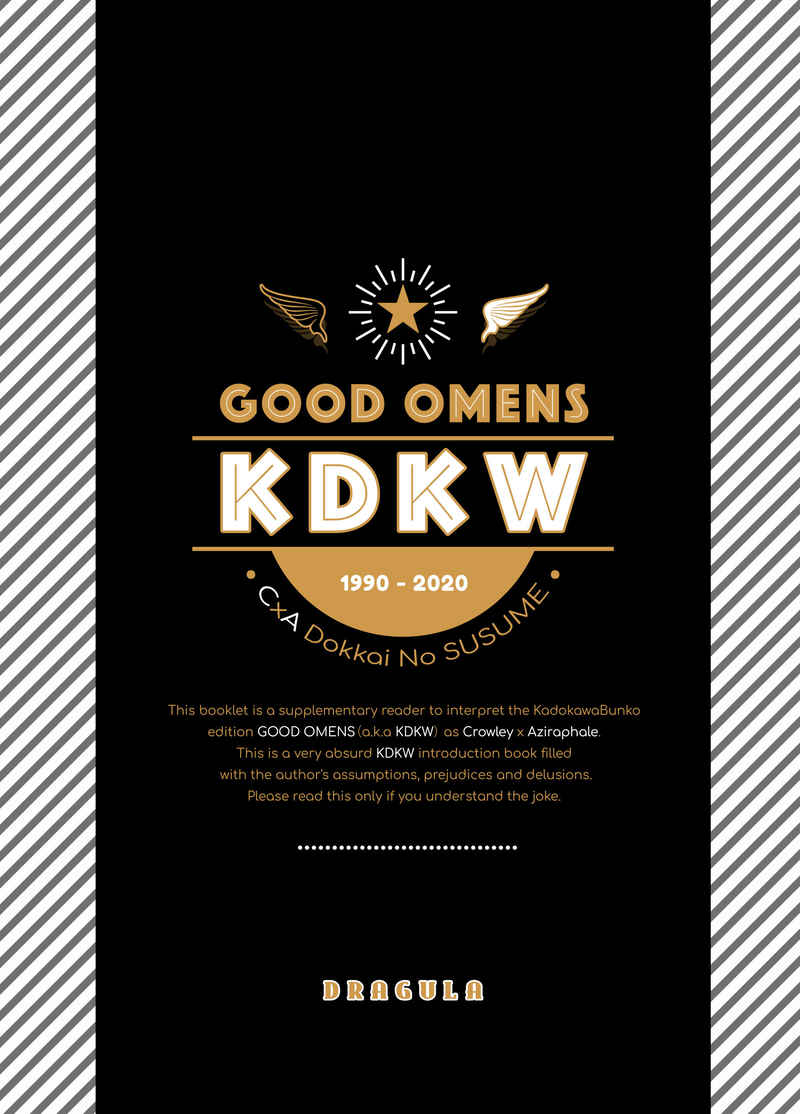 GOOD OMENS
KDKW
1990 - 2020
CxA Dokkai No SUSUME
This booklet is a supplementary reader to interpret the KadokawaBunko
edition GOOD OMENS (a.k.a KDKW) as Crowley x Aziraphale.
This is a very absurd KDKW introduction book filled
with the author's assumptions, prejudices and delusions.
Please read this only if you understand the joke.
DRAGULA